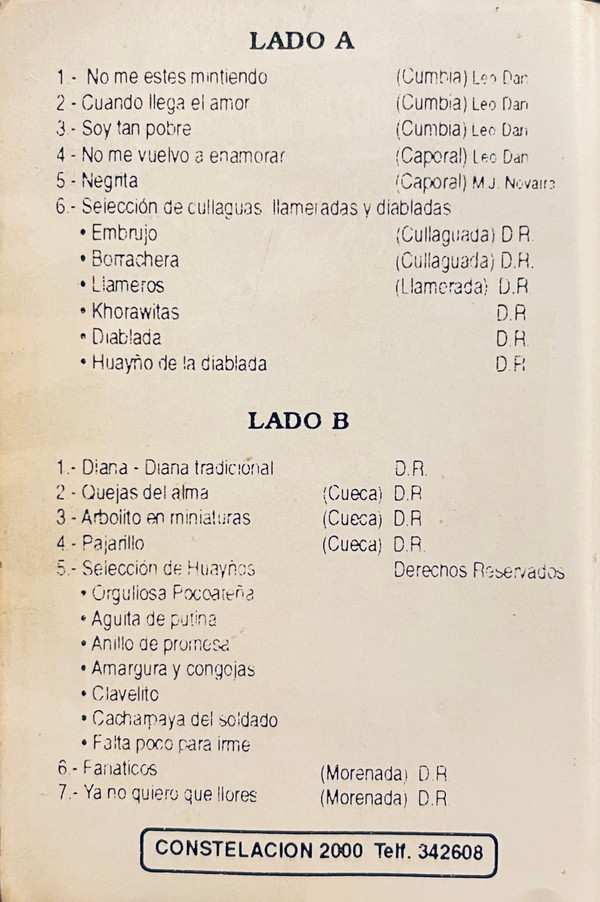 LADO A
1.- No me estes mintiendo (Cumbia) Leo Dan
2.- Cuando llega el amor (Cumbia) Leo Dan
3.- Soy tan pobre (Cumbia) Leo Dan
4.- No me vuelvo a enamorar (Caporal) Leo Dan
5.- Negrita (Caporal) M.J. Novaira
6.- Selección de cullaguas llameradas y diabladas
• Embrujo (Cullaguada) D.R.
• Borrachera (Cullaguada) D.R.
• Llameros (Llamerada) D.R
• Khorawitas D.R
• Diablada D.R.
• Huayño de la diablada D.R.
LADO B
1.- Diana - Diana tradicional D.R.
2.- Quejas del alma (Cueca) D.R
3.- Arbolito en miniaturas (Cueca) D.R
4.- Pajarillo (Cueca) D.R.
5.- Selección de Huayños Derechos Reservados
• Orgullosa Pocoateña
• Aguita de putina
• Anillo de promesa
• Amargura y congojas
• Clavelito
• Cacharpaya del soldado
• Falta poco para irme
6.- Fanaticos (Morenada) D.R
7.- Ya no quiero que llores (Morenada) D.R.
CONSTELACION 2000 Telf. 342608